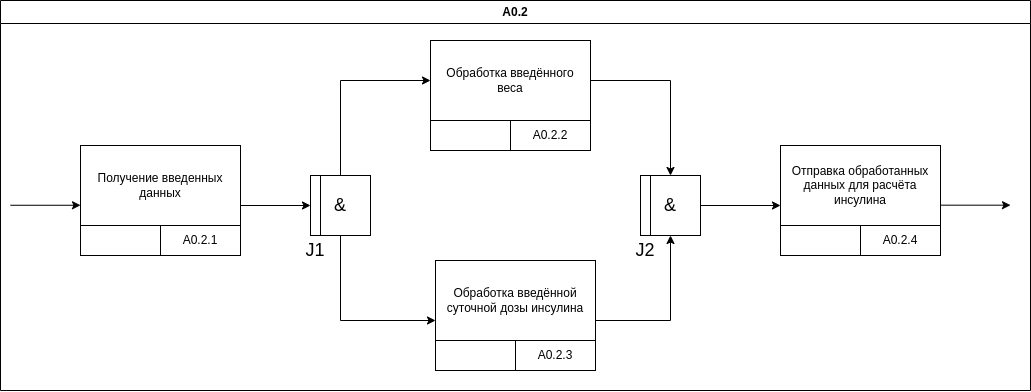 A0.2
Обработка введённого
веса
A0.2.2
Получение введенных
данных
A0.2.1
&
J1
&
J2
Отправка обработанных
данных для расчёта
инсулина
A0.2.4
Обработка введённой
суточной дозы инсулина
A0.2.3